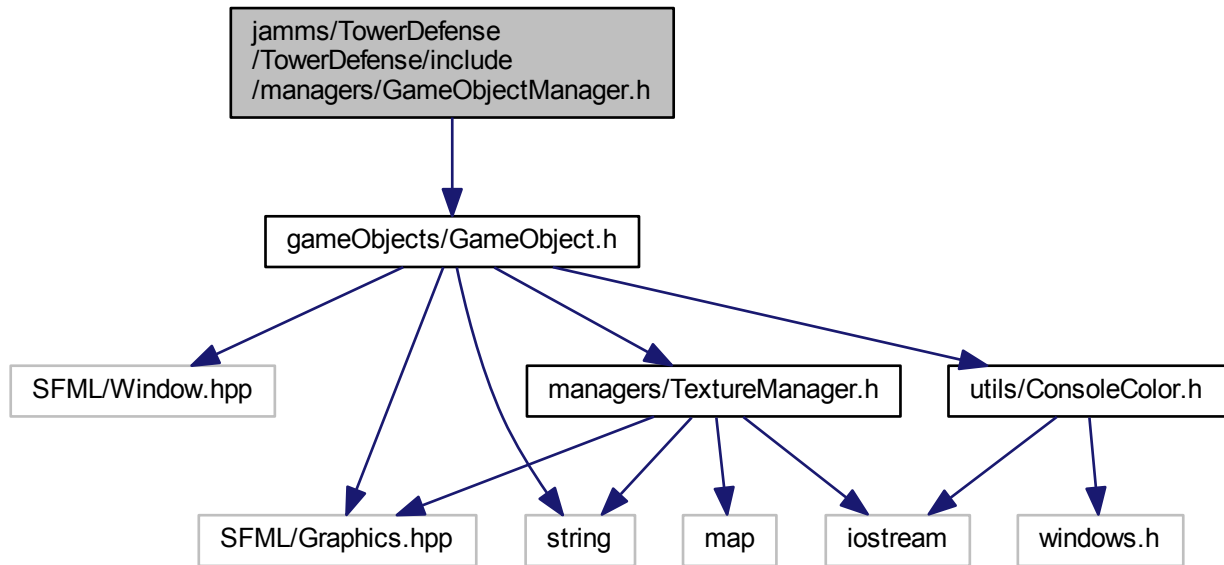 jamms/TowerDefense
/TowerDefense/include
/managers/GameObjectManager.h
gameObjects/GameObject.h
SFML/Window.hpp
managers/TextureManager.h
utils/ConsoleColor.h
SFML/Graphics.hpp
string
map
iostream
windows.h